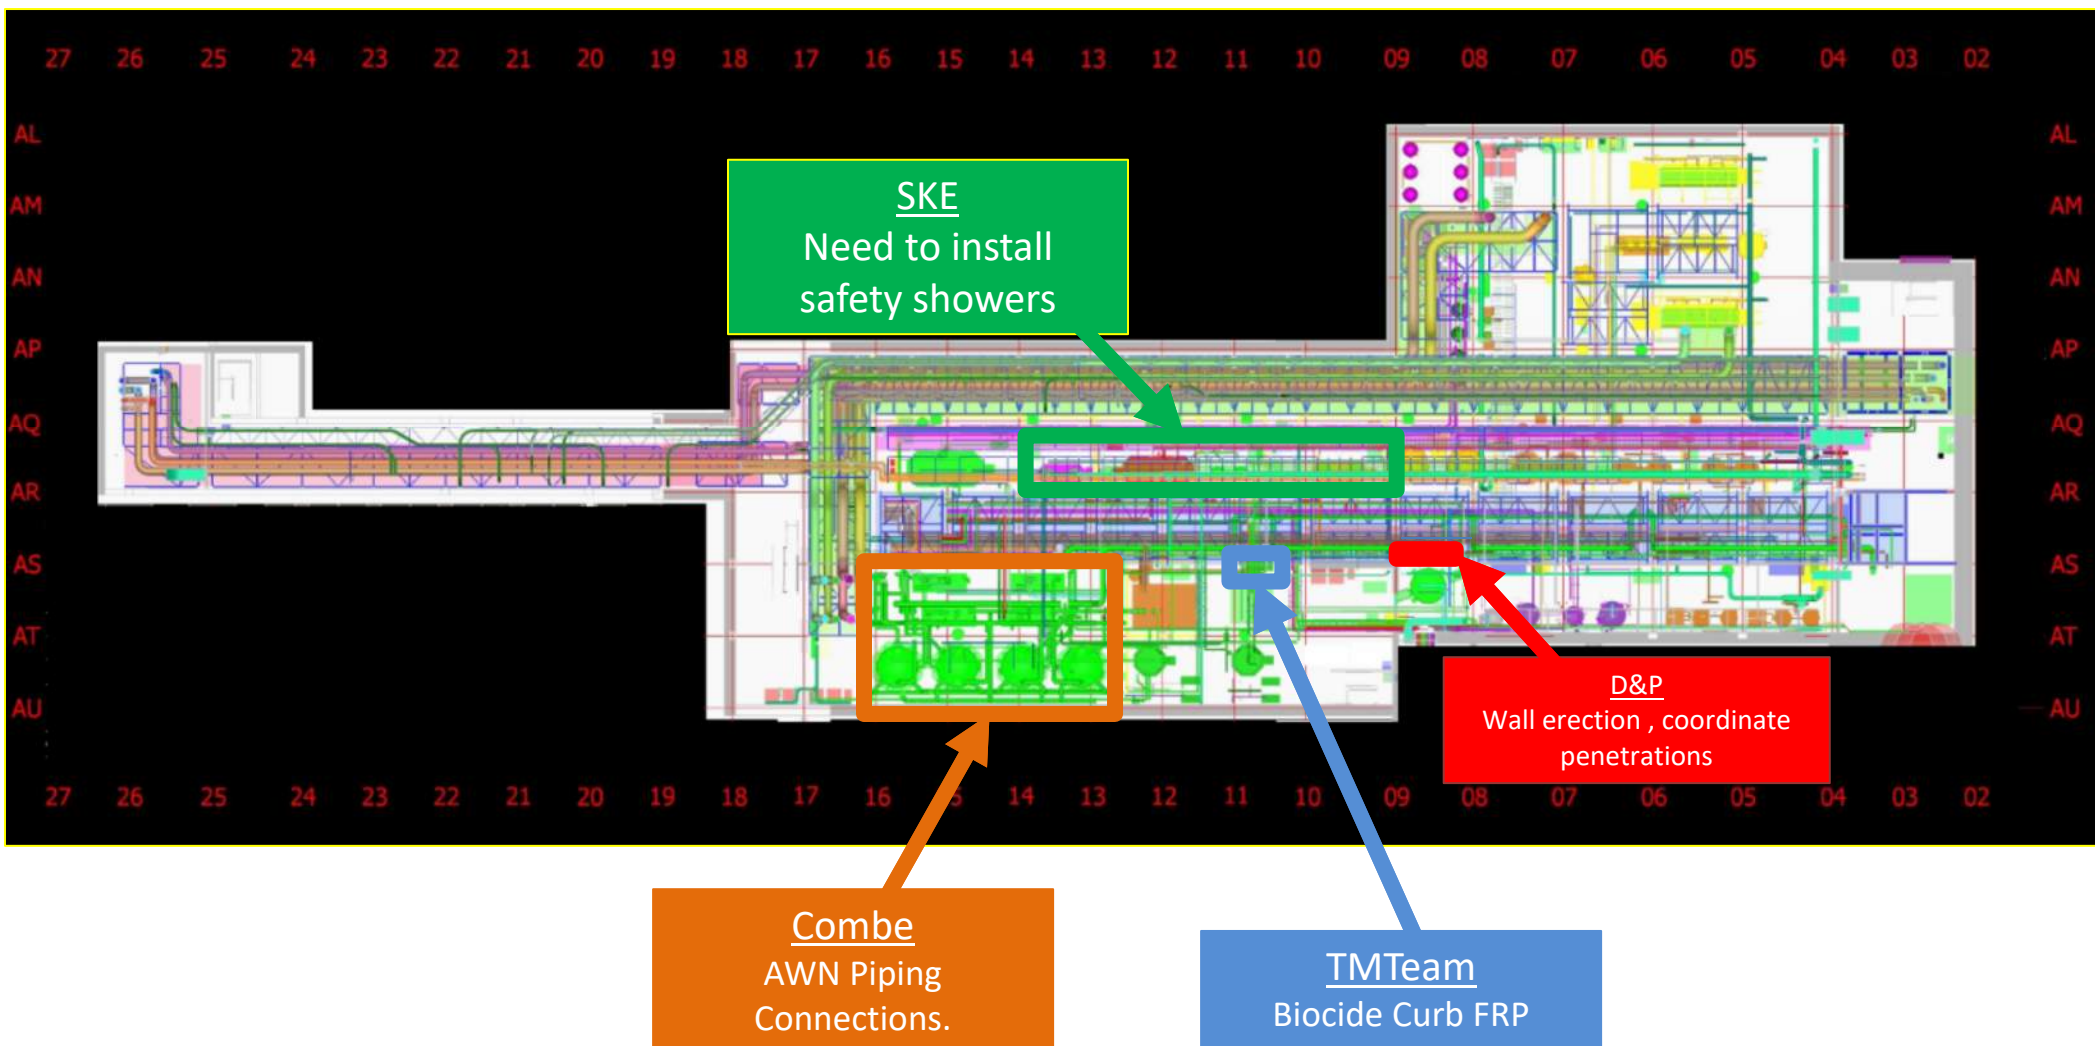 27 26 25 24 23 22 21 20 19 18 17 16 15 14 13 12 11 10 09 08 07 06 05 04 03 02
AL AL
AM AM
AN AN
AP AP
AQ AQ
AR AR
AS AS
AT AT
AU AU
SKE
Need to install
safety showers
D&P
Wall erection , coordinate
penetrations
27 26 25 24 23 22 21 20 19 18 17 16 15 14 13 12 11 10 09 08 07 06 05 04 03 02
Combe
AWN Piping
Connections.
TMTeam
Biocide Curb FRP